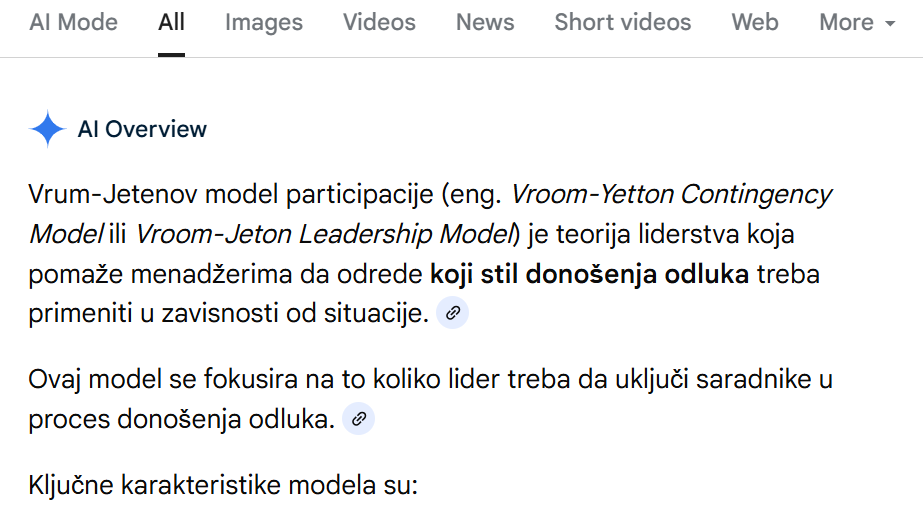 AI Mode All Images Videos News Short videos Web More
AI Overview
Vrum-Jetenov model participacije (eng. Vroom-Yetton Contingency
Model ili Vroom-Jeton Leadership Model) je teorija liderstva koja
pomaže menadžerima da odrede koji stil donošenja odluka treba
primeniti u zavisnosti od situacije.
Ovaj model se fokusira na to koliko lider treba da uključi saradnike u
proces donošenja odluka.
Ključne karakteristike modela su: